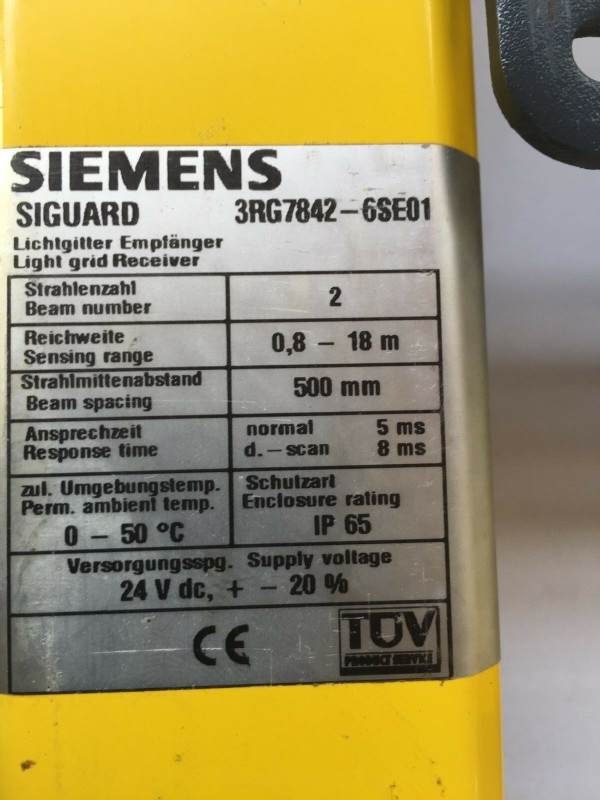 SIEMENS
SIGUARD 3RG7842-6SE01
Lichtgitter Empfänger
Light grid Receiver
Strahlenzahl
Beam number
2
Reichweite
Sensing range
0,8 - 18 m
Strahlmittenabstand
Beam spacing
500 mm
Ansprechzeit
Response time
normal 5 ms
d.-scan 8 ms
zul. Umgebungstemp.
Perm. ambient temp.
0 - 50 °C
Schutzart
Enclosure rating
IP 65
Versorgungsspg. Supply voltage
24 V dc, + - 20 %
CE
TÜV
PRODUCT SERVICE